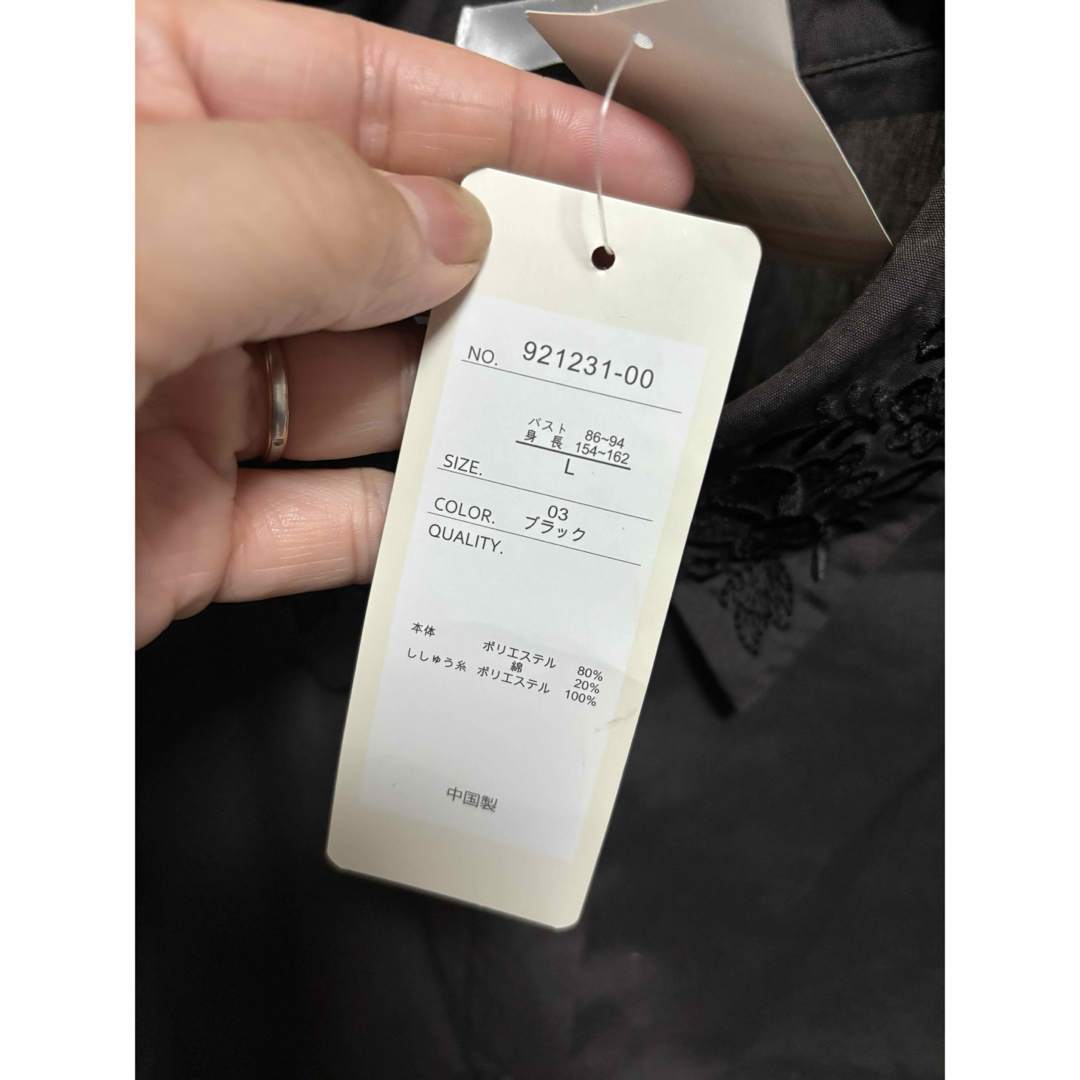 NO. 921231-00
バスト 86~94
身 長 154~162
SIZE. L
COLOR. 03
ブラック
QUALITY.
本体 ポリエステル 80%
綿 20%
ししゅう糸 ポリエステル 100%
中国製